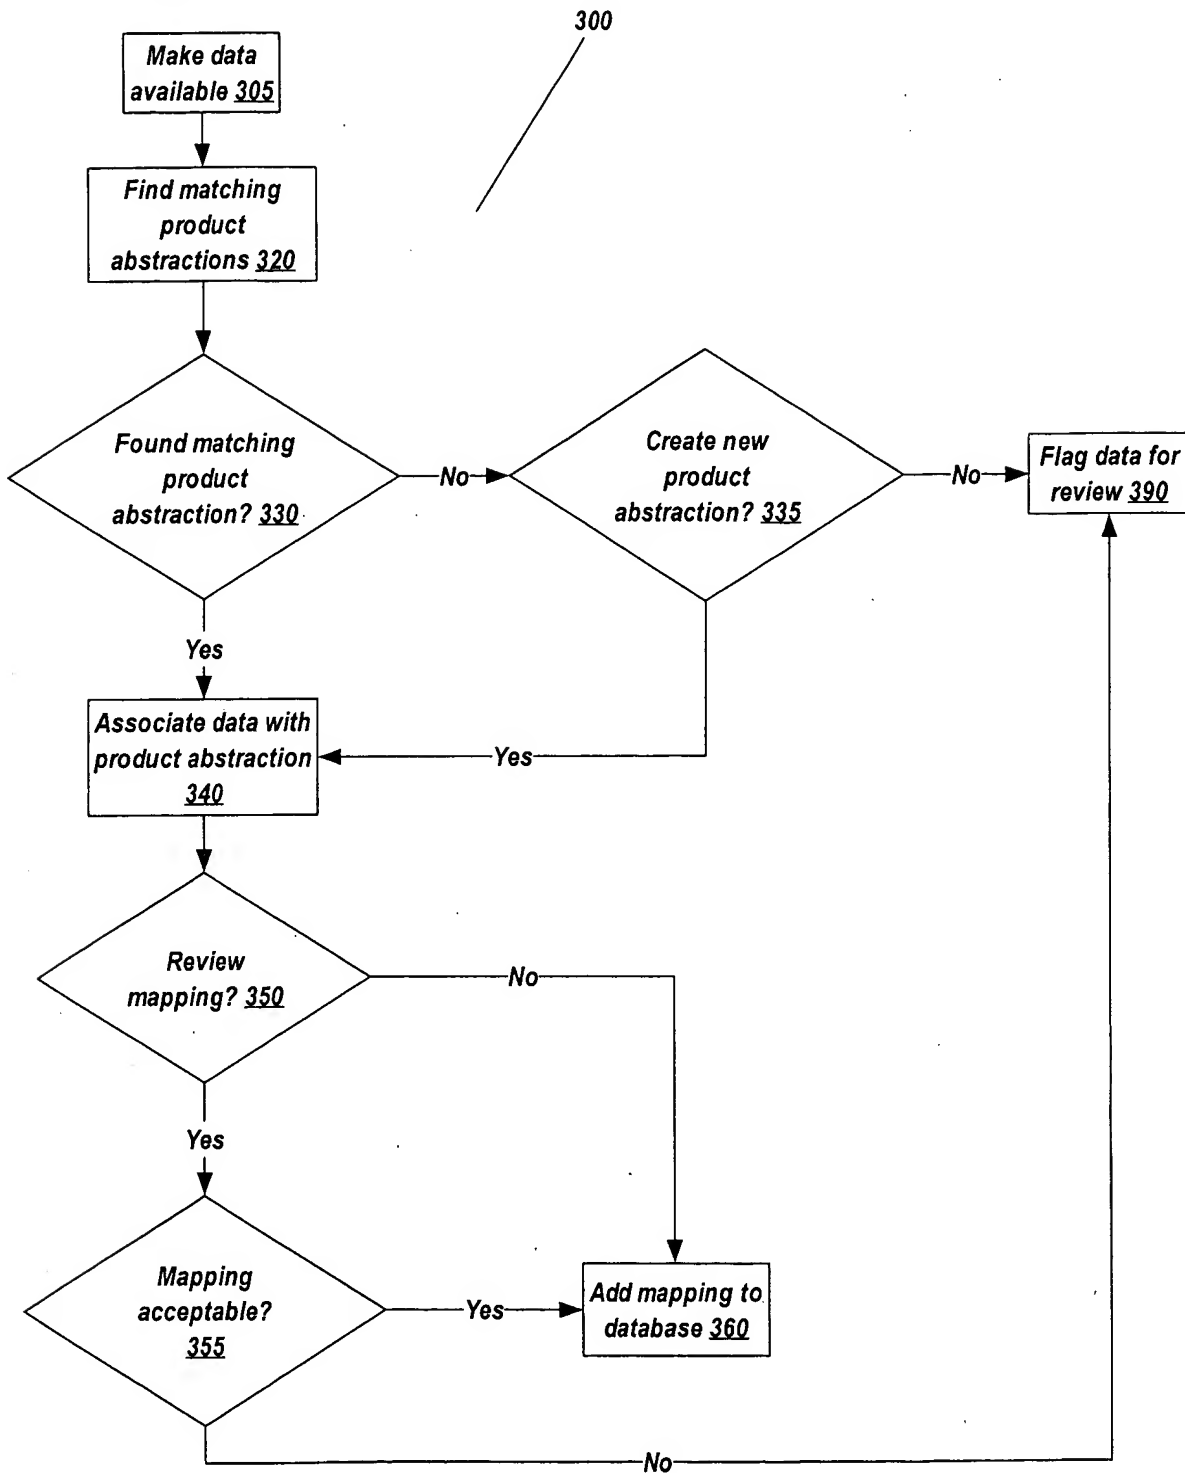 300
Make data
available 305
Find matching
product
abstractions 320
Found matching
product
abstraction? 330
No
Create new
product
abstraction? 335
No
Flag data for
review 390
Yes
Associate data with
product abstraction
340
Yes
Review
mapping? 350
No
Yes
Mapping
acceptable?
355
Yes
Add mapping to
database 360
No